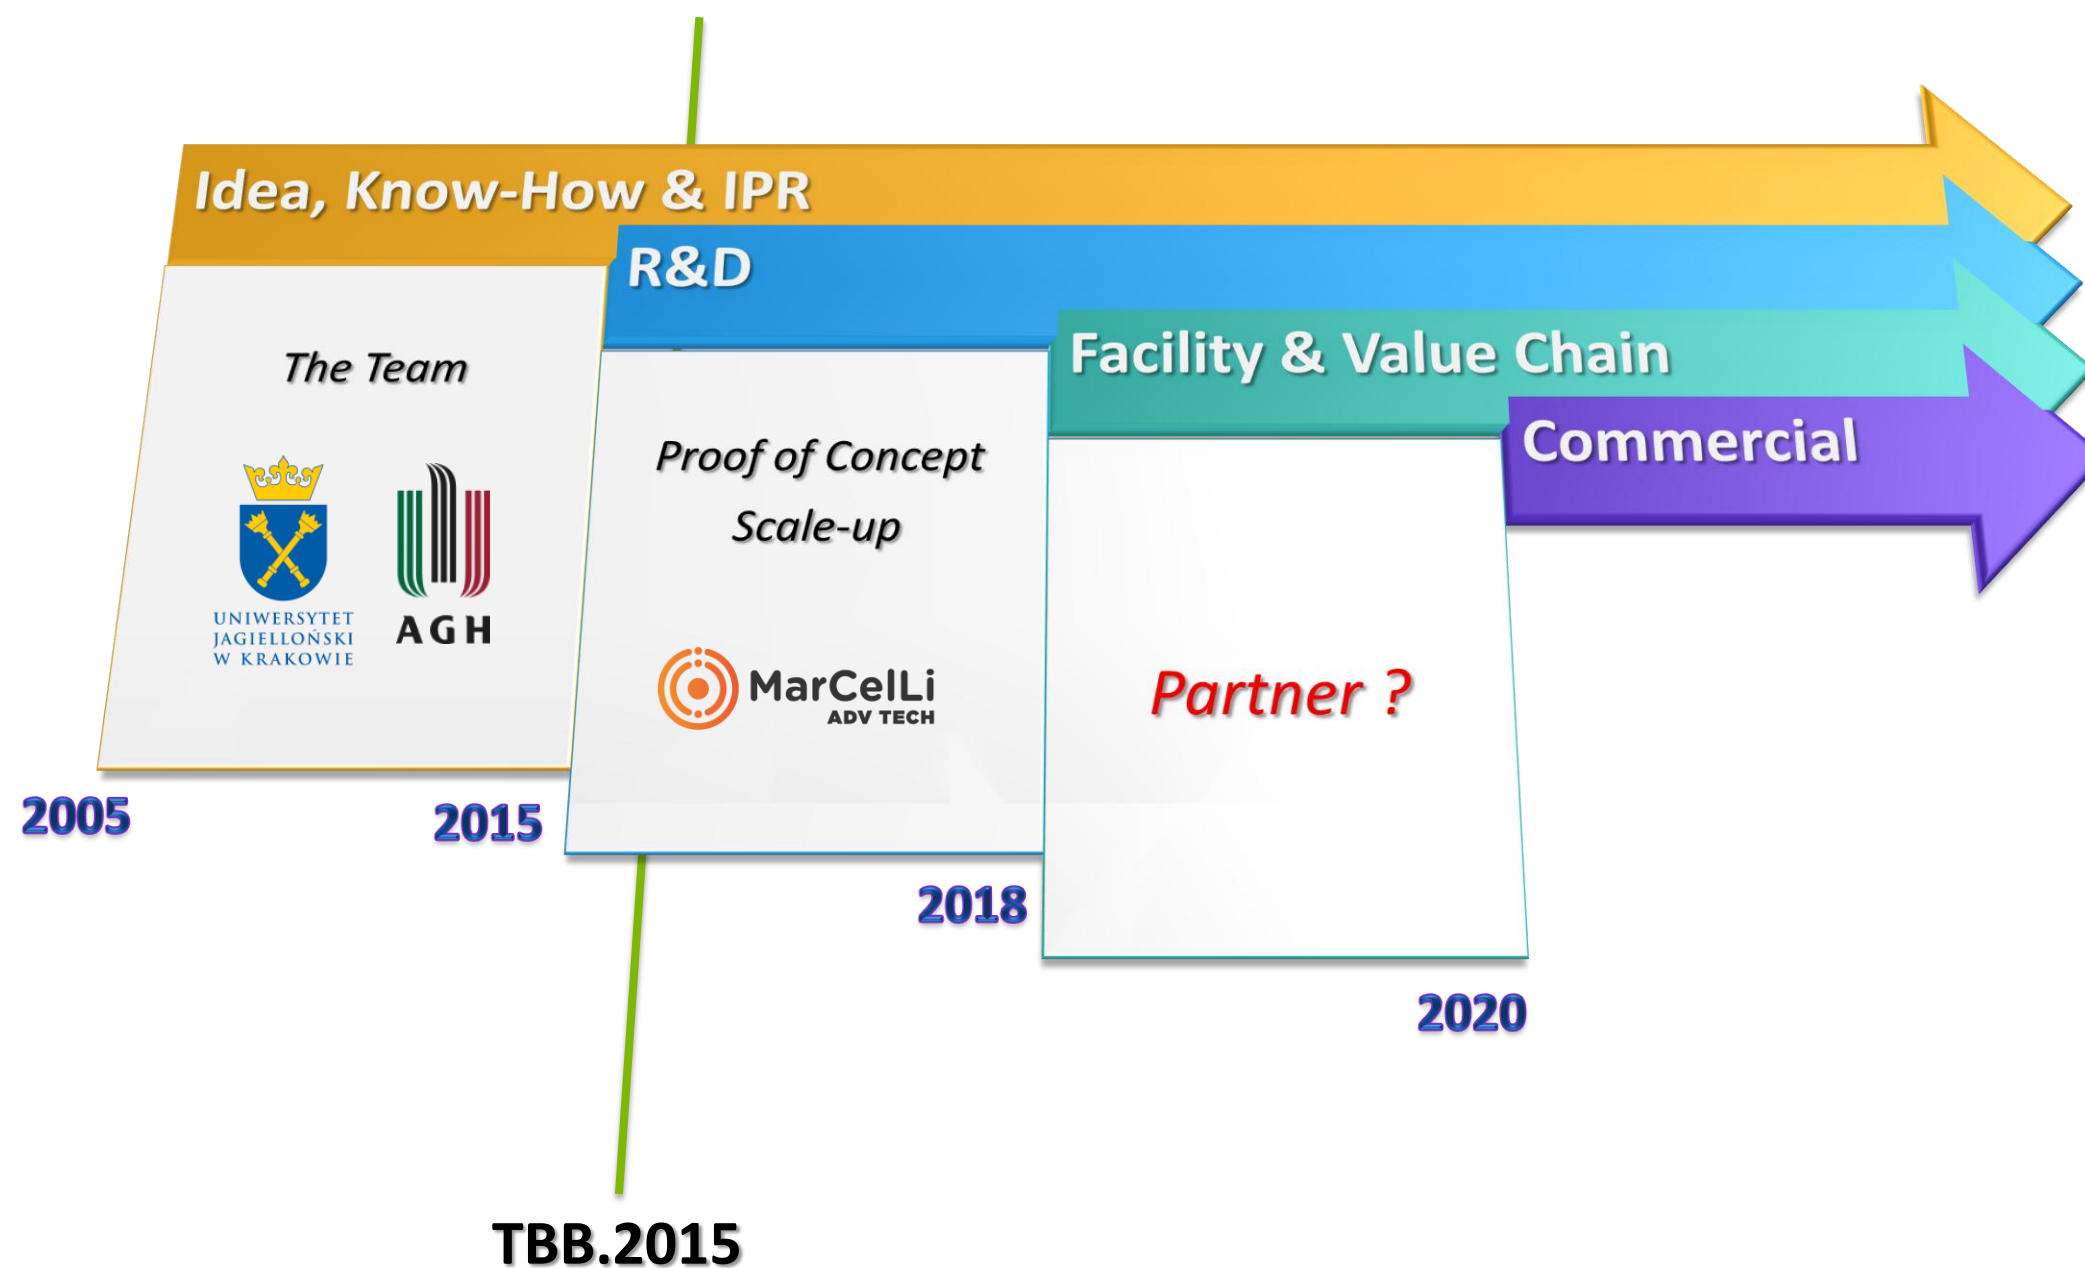 Idea, Know-How & IPR
R&D
Facility & Value Chain
Commercial
The Team
UNIWERSYTET
JAGIELLOŃSKI
W KRAKOWIE
AGH
Proof of Concept
Scale-up
MarCelLi
ADV TECH
Partner ?
2005
2015
2018
2020
TBB.2015